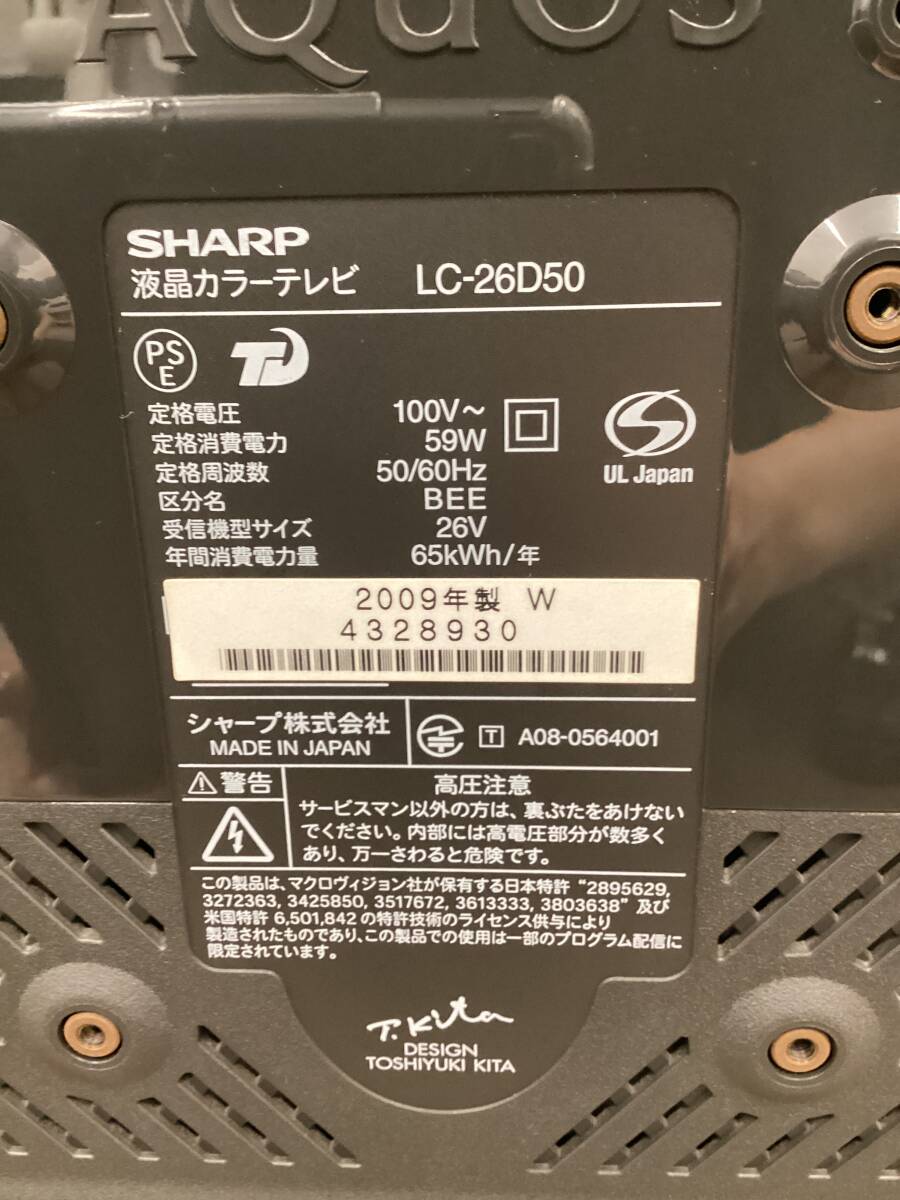 AQUOS
SHARP
液晶カラーテレビ LC-26D50
PS
E
定格電圧 100V～
定格消費電力 59W
定格周波数 50/60Hz
区分名 BEE
受信機型サイズ 26V
年間消費電力量 65kWh/年
UL Japan
2009年製 W
4328930
シャープ株式会社
MADE IN JAPAN
T A08-0564001
警告
高圧注意
サービスマン以外の方は、裏ぶたをあけない
でください。内部には高電圧部分が数多く
あり、万一さわると危険です。
この製品は、マクロヴィジョン社が保有する日本特許 "2895629,
3272363, 3425850, 3517672, 3613333, 3803638" 及び
米国特許 6,501,842 の特許技術のライセンス供与により
製造されたものであり、この製品での使用は一部のプログラム配信に
限定されています。
T.Kita
DESIGN
TOSHIYUKI KITA